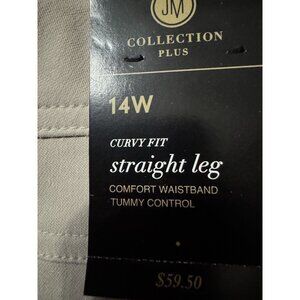 JM
COLLECTION
PLUS
14W
CURVY FIT
straight leg
COMFORT WAISTBAND
TUMMY CONTROL
$59.50